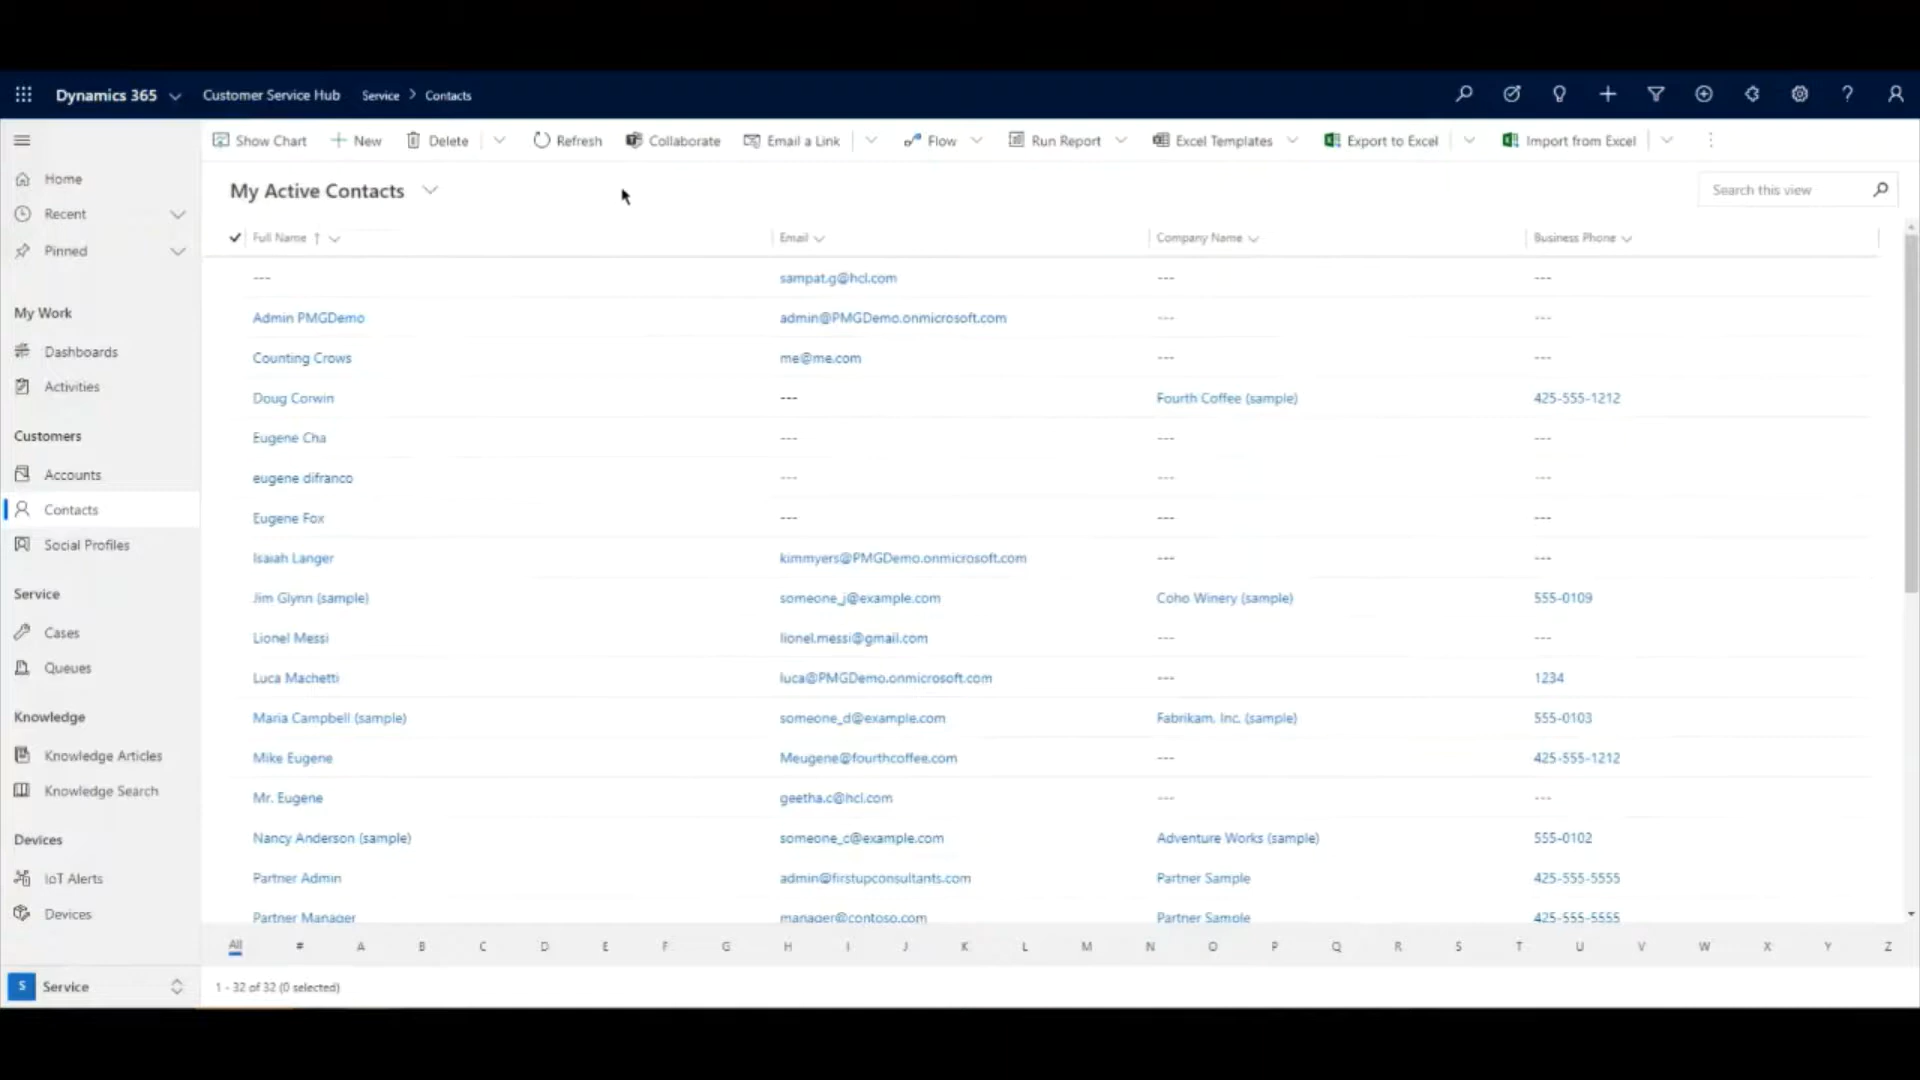 Dynamics 365 Customer Service Hub Service > Contacts
Show Chart New Delete Refresh Collaborate Email a Link Flow Run Report Excel Templates Export to Excel Import from Excel
Home
Recent
Pinned
My Work
Dashboards
Activities
Customers
Accounts
Contacts
Social Profiles
Service
Cases
Queues
Knowledge
Knowledge Articles
Knowledge Search
Devices
IoT Alerts
Devices
S Service
My Active Contacts
Search this view
Full Name ↑ Email Company Name Business Phone
--- sampat.g@hcl.com --- ---
Admin PMGDemo admin@PMGDemo.onmicrosoft.com --- ---
Counting Crows me@me.com --- ---
Doug Corwin --- Fourth Coffee (sample) 425-555-1212
Eugene Cha --- --- ---
eugene difranco --- --- ---
Eugene Fox --- --- ---
Isaiah Langer kimmyers@PMGDemo.onmicrosoft.com --- ---
Jim Glynn (sample) someone_j@example.com Coho Winery (sample) 555-0109
Lionel Messi lionel.messi@gmail.com --- ---
Luca Machetti luca@PMGDemo.onmicrosoft.com --- 1234
Maria Campbell (sample) someone_d@example.com Fabrikam, Inc. (sample) 555-0103
Mike Eugene Meugene@fourthcoffee.com --- 425-555-1212
Mr. Eugene geetha.c@hcl.com --- ---
Nancy Anderson (sample) someone_c@example.com Adventure Works (sample) 555-0102
Partner Admin admin@firstupconsultants.com Partner Sample 425-555-5555
Partner Manager manager@contoso.com Partner Sample 425-555-5555
All # A B C D E F G H I J K L M N O P Q R S T U V W X Y Z
1 - 32 of 32 (0 selected)